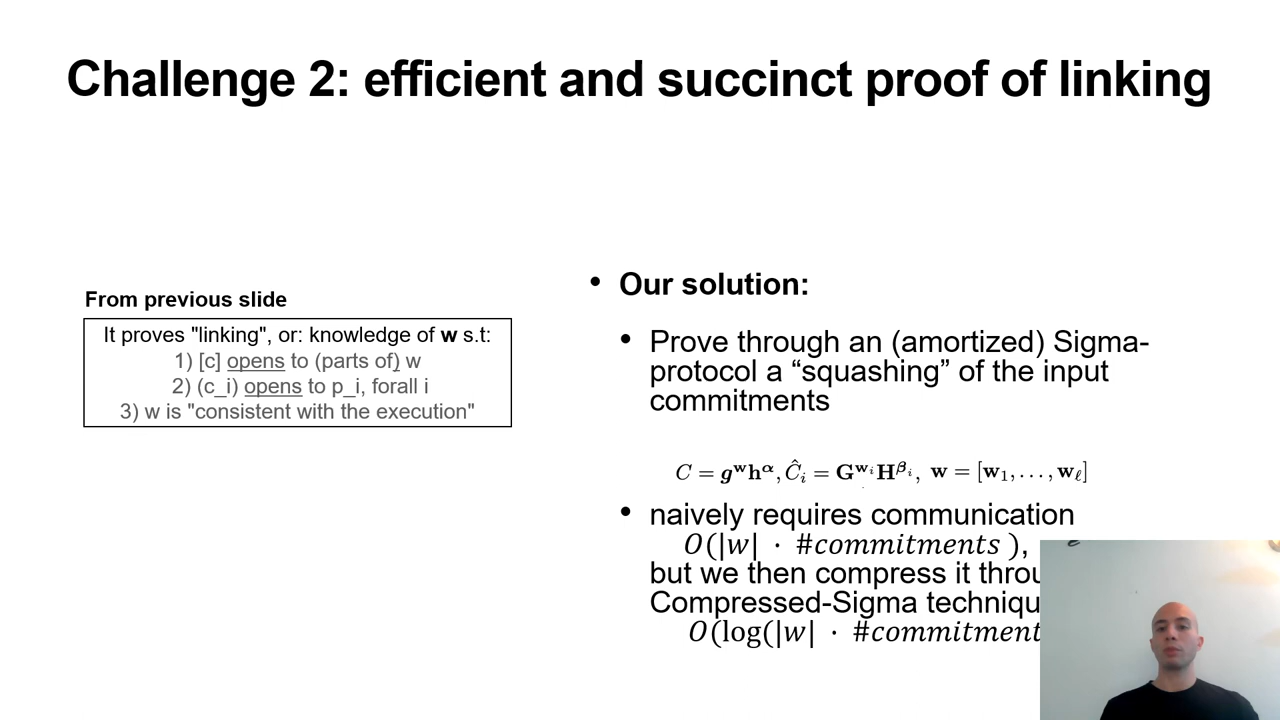 Challenge 2: efficient and succinct proof of linking
From previous slide
It proves "linking", or: knowledge of w s.t:
1) [c] opens to (parts of) w
2) (c_i) opens to p_i, forall i
3) w is "consistent with the execution"
• Our solution:
• Prove through an (amortized) Sigma-
protocol a “squashing” of the input
commitments
C = g^w h^α, Ĉ_i = G^{w_i} H^{β_i}, w = [w_1, . . . , w_ℓ]
• naively requires communication
O(|w| · #commitments ),
but we then compress it
Compressed-Sigma
O(log(|w| ·